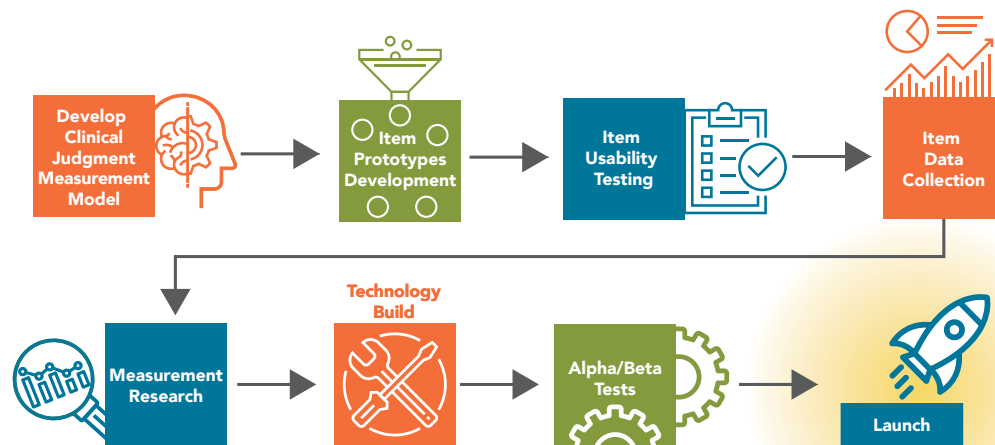 Develop
Clinical
Judgment
Measurement
Model
Item
Prototypes
Development
Item
Usability
Testing
Item
Data
Collection
Measurement
Research
Technology
Build
Alpha/Beta
Tests
Launch